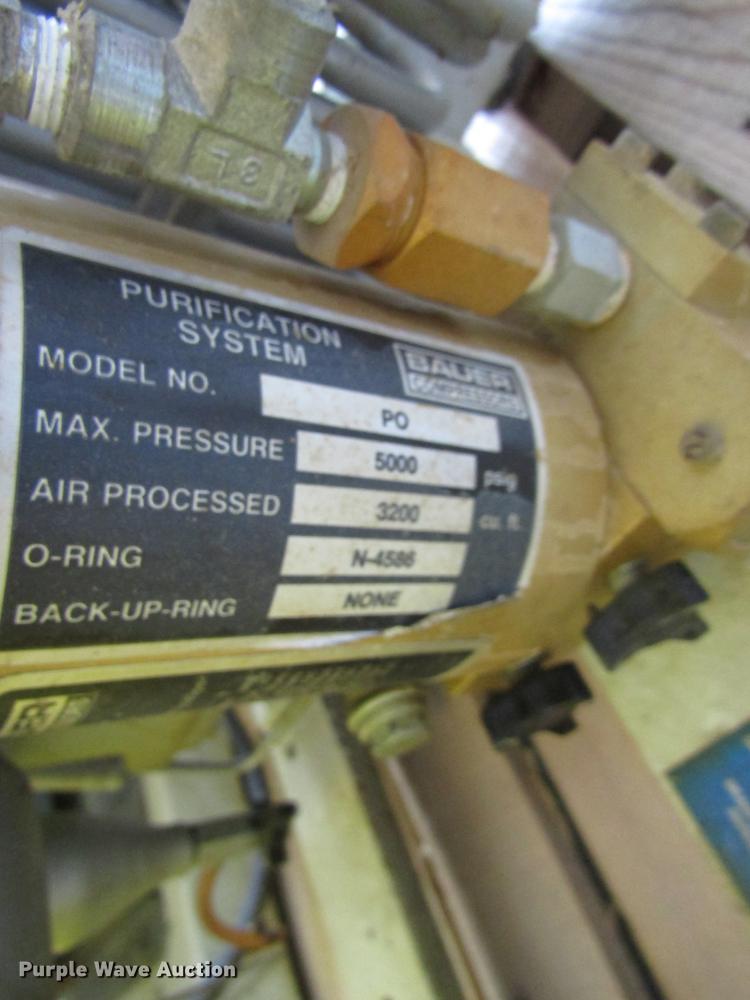 PURIFICATION
SYSTEM
BAUER
COMPRESSORS
MODEL NO. PO
MAX. PRESSURE 5000 psig
AIR PROCESSED 3200 cu. ft.
O-RING N-4586
BACK-UP-RING NONE
Purple Wave Auction